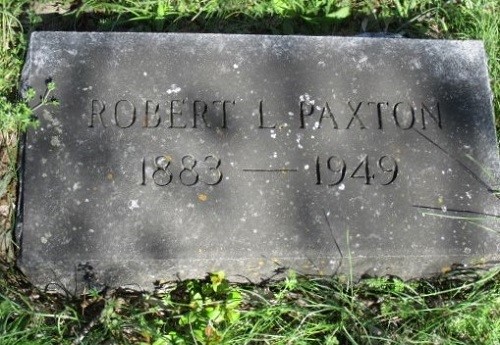 ROBERT L. PAXTON
1883 — 1949